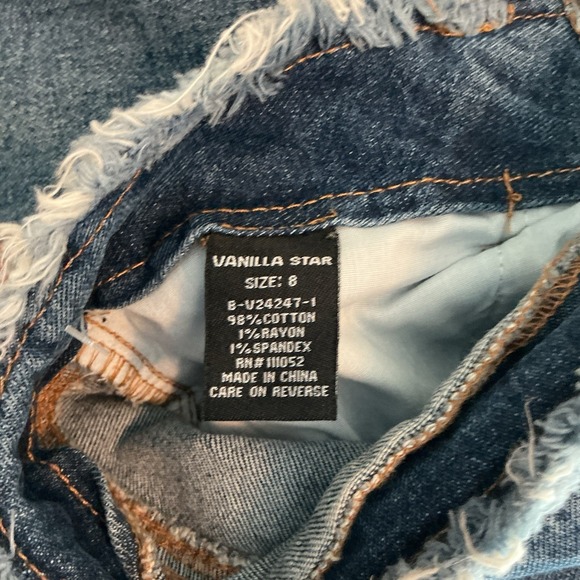 VANILLA STAR
SIZE: 8
B-V24247-1
98%COTTON
1%RAYON
1%SPANDEX
RN#111052
MADE IN CHINA
CARE ON REVERSE